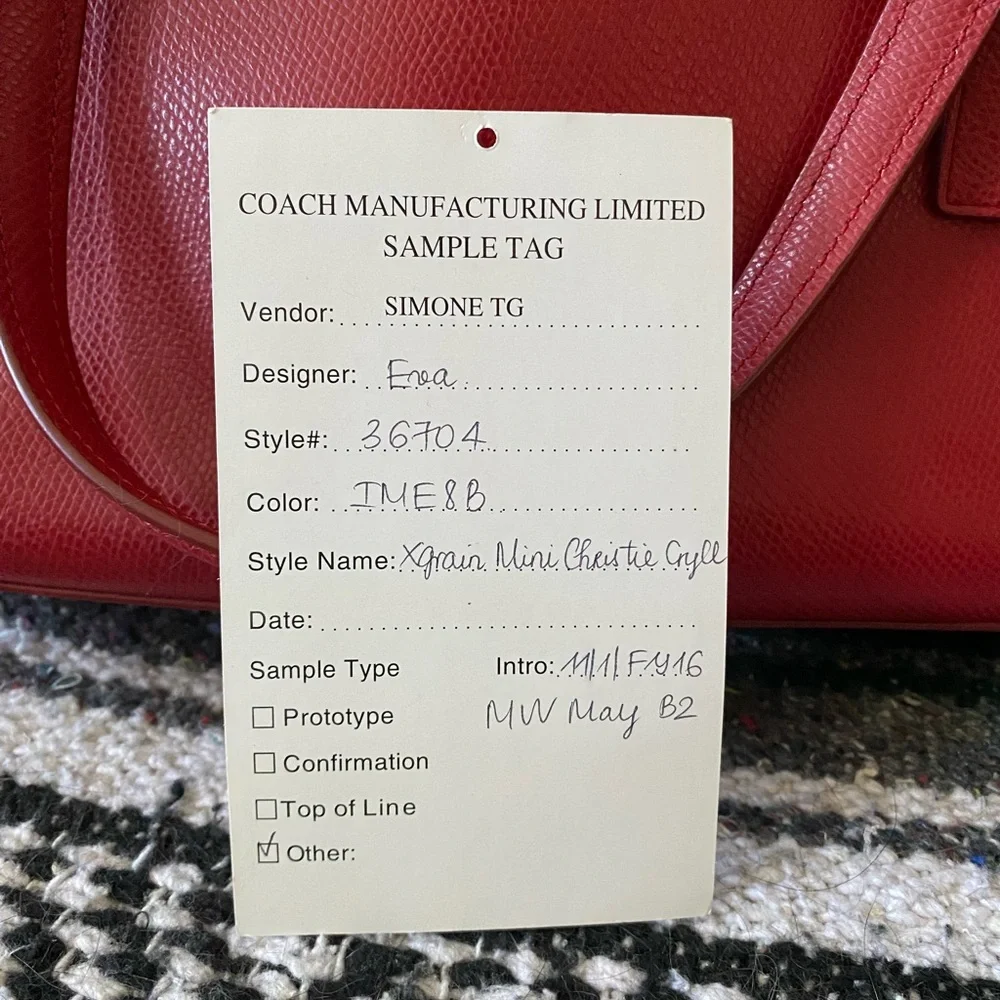 COACH MANUFACTURING LIMITED
SAMPLE TAG
Vendor: SIMONE TG
Designer: Eva
Style#: 36704
Color: IME8B
Style Name: Xgrain Mini Christie Cryll
Date:
Sample Type Intro: 11/1/FY16
☐ Prototype MW May B2
☐ Confirmation
☐ Top of Line
☑ Other: